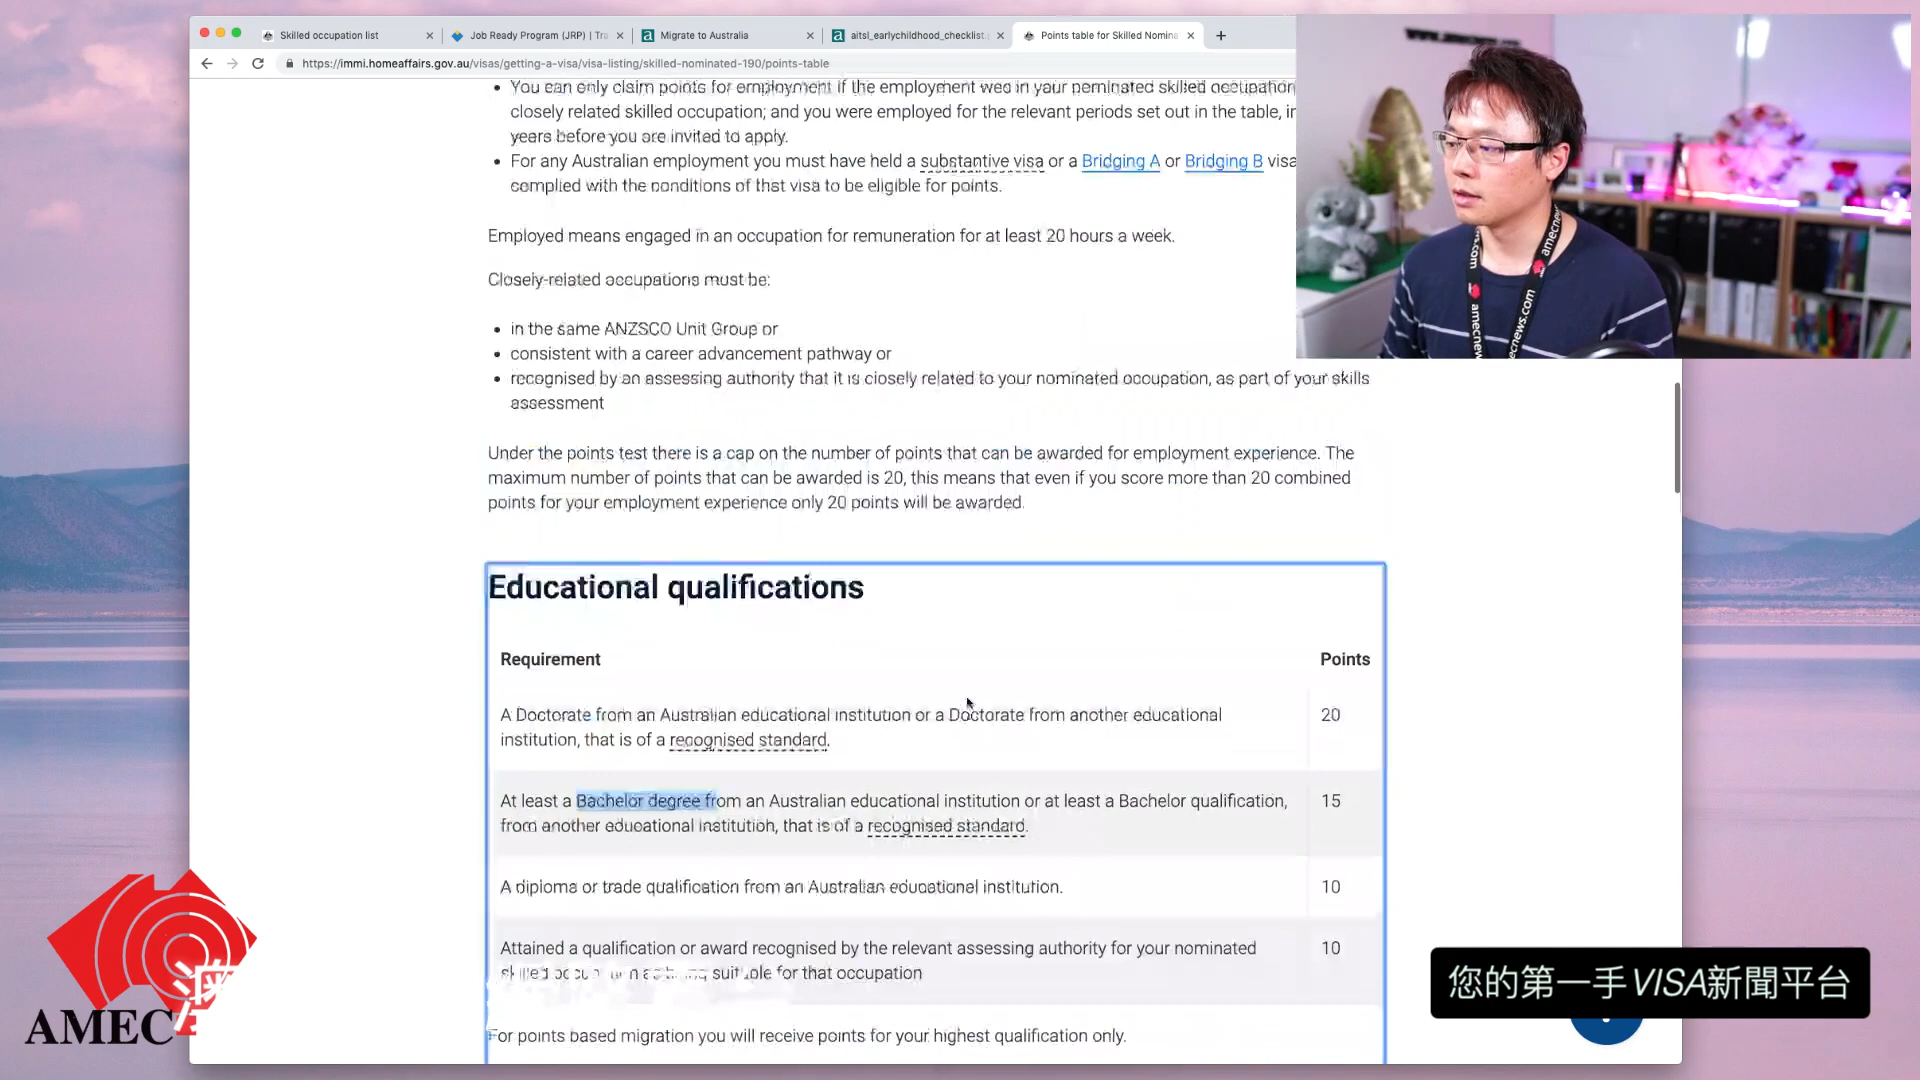 Skilled occupation list
Job Ready Program (JRP) | Tra
Migrate to Australia
aitsl_earlychildhood_checklist.
Points table for Skilled Nomina
https://immi.homeaffairs.gov.au/visas/getting-a-visa/visa-listing/skilled-nominated-190/points-table
You can only claim points for employment if the employment was in your nominated skilled occupation
closely related skilled occupation; and you were employed for the relevant periods set out in the table, in
years before you are invited to apply.
For any Australian employment you must have held a substantive visa or a Bridging A or Bridging B visa
complied with the conditions of that visa to be eligible for points.
Employed means engaged in an occupation for remuneration for at least 20 hours a week.
Closely-related occupations must be:
in the same ANZSCO Unit Group or
consistent with a career advancement pathway or
recognised by an assessing authority that it is closely related to your nominated occupation, as part of your skills
assessment
Under the points test there is a cap on the number of points that can be awarded for employment experience. The
maximum number of points that can be awarded is 20, this means that even if you score more than 20 combined
points for your employment experience only 20 points will be awarded.
Educational qualifications
Requirement Points
A Doctorate from an Australian educational institution or a Doctorate from another educational 20
institution, that is of a recognised standard.
At least a Bachelor degree from an Australian educational institution or at least a Bachelor qualification, 15
from another educational institution, that is of a recognised standard.
A diploma or trade qualification from an Australian educational institution. 10
Attained a qualification or award recognised by the relevant assessing authority for your nominated 10
skilled occupation as being suitable for that occupation
For points based migration you will receive points for your highest qualification only.
amecnews.com
AMEC
您的第一手VISA新聞平台